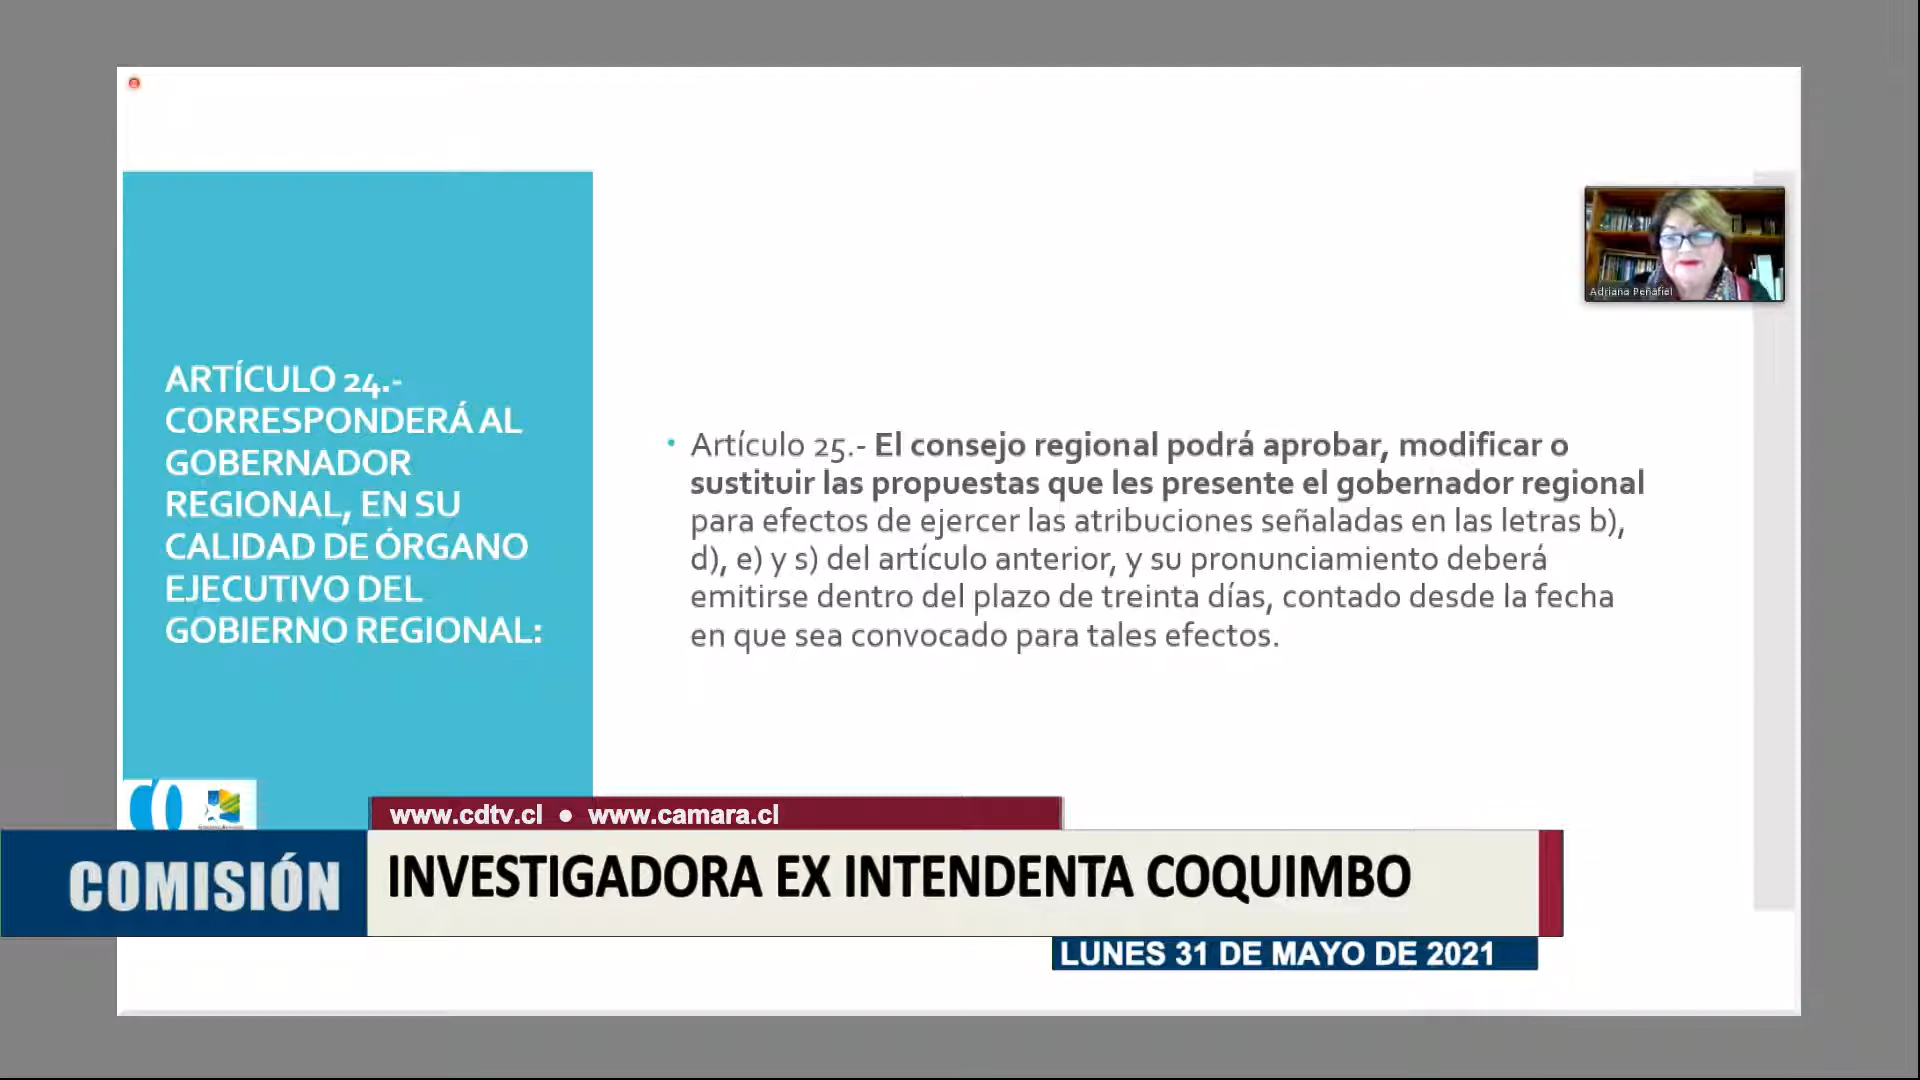 ARTÍCULO 24.-
CORRESPONDERÁ AL
GOBERNADOR
REGIONAL, EN SU
CALIDAD DE ÓRGANO
EJECUTIVO DEL
GOBIERNO REGIONAL:
• Artículo 25.- El consejo regional podrá aprobar, modificar o
sustituir las propuestas que les presente el gobernador regional
para efectos de ejercer las atribuciones señaladas en las letras b),
d), e) y s) del artículo anterior, y su pronunciamiento deberá
emitirse dentro del plazo de treinta días, contado desde la fecha
en que sea convocado para tales efectos.
Adriana Peñafiel
www.cdtv.cl • www.camara.cl
COMISIÓN
INVESTIGADORA EX INTENDENTA COQUIMBO
LUNES 31 DE MAYO DE 2021